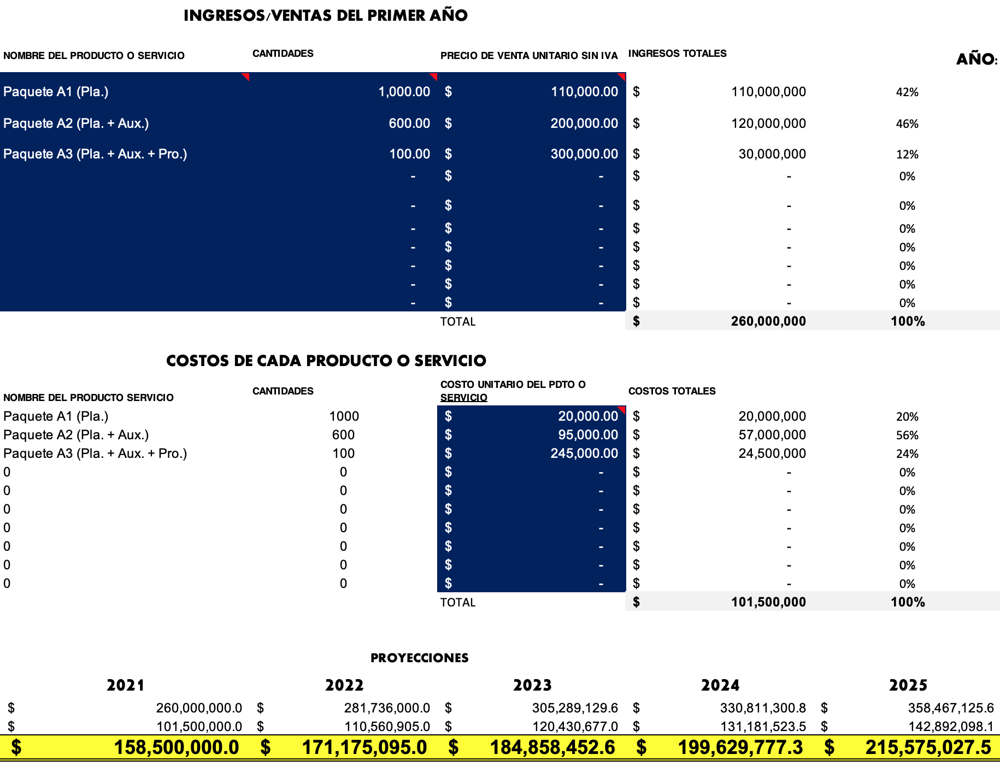 INGRESOS/VENTAS DEL PRIMER AÑO
NOMBRE DEL PRODUCTO O SERVICIO CANTIDADES PRECIO DE VENTA UNITARIO SIN IVA INGRESOS TOTALES AÑO:
Paquete A1 (Pla.) 1,000.00 $ 110,000.00 $ 110,000,000 42%
Paquete A2 (Pla. + Aux.) 600.00 $ 200,000.00 $ 120,000,000 46%
Paquete A3 (Pla. + Aux. + Pro.) 100.00 $ 300,000.00 $ 30,000,000 12%
- $ - $ - 0%
- $ - $ - 0%
- $ - $ - 0%
- $ - $ - 0%
- $ - $ - 0%
- $ - $ - 0%
- $ - $ - 0%
TOTAL $ 260,000,000 100%
COSTOS DE CADA PRODUCTO O SERVICIO
NOMBRE DEL PRODUCTO SERVICIO CANTIDADES COSTO UNITARIO DEL PDTO O SERVICIO COSTOS TOTALES
Paquete A1 (Pla.) 1000 $ 20,000.00 $ 20,000,000 20%
Paquete A2 (Pla. + Aux.) 600 $ 95,000.00 $ 57,000,000 56%
Paquete A3 (Pla. + Aux. + Pro.) 100 $ 245,000.00 $ 24,500,000 24%
0 0 $ - $ - 0%
0 0 $ - $ - 0%
0 0 $ - $ - 0%
0 0 $ - $ - 0%
0 0 $ - $ - 0%
0 0 $ - $ - 0%
0 0 $ - $ - 0%
TOTAL $ 101,500,000 100%
PROYECCIONES
2021 2022 2023 2024 2025
$ 260,000,000.0 $ 281,736,000.0 $ 305,289,129.6 $ 330,811,300.8 $ 358,467,125.6
$ 101,500,000.0 $ 110,560,905.0 $ 120,430,677.0 $ 131,181,523.5 $ 142,892,098.1
$ 158,500,000.0 $ 171,175,095.0 $ 184,858,452.6 $ 199,629,777.3 $ 215,575,027.5